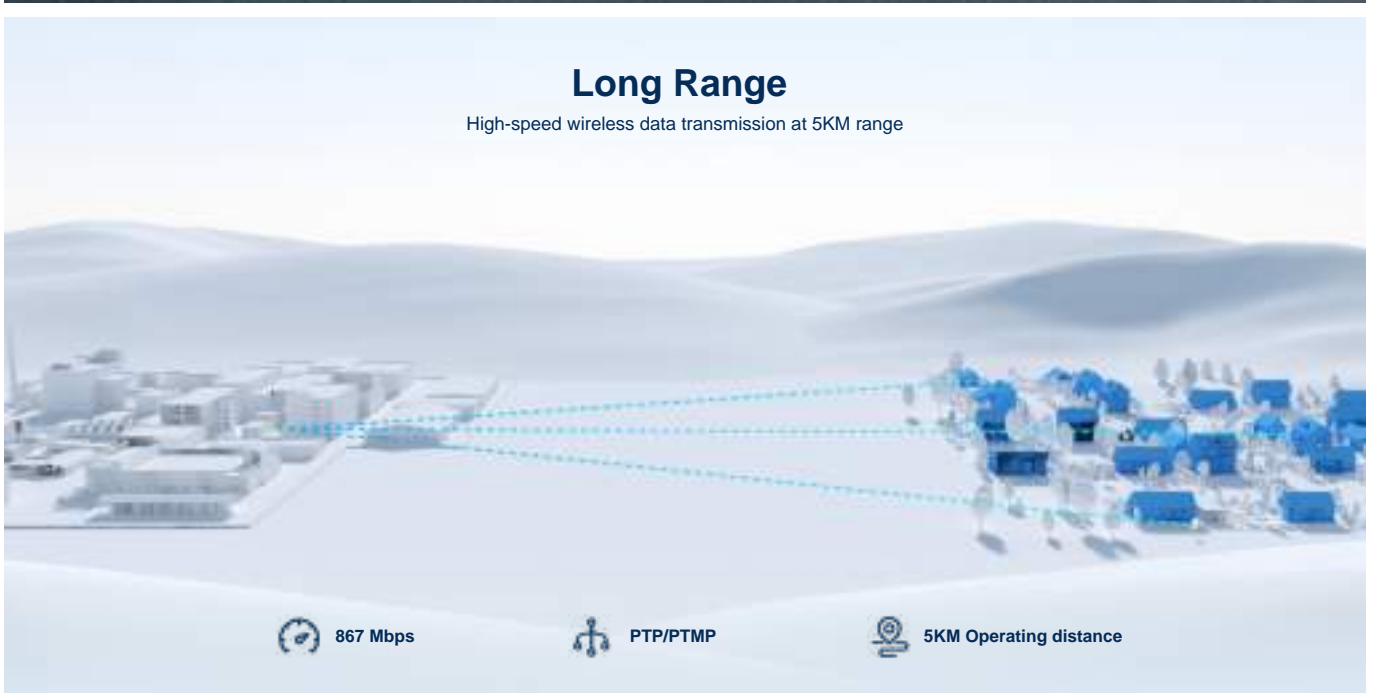 Long Range
High-speed wireless data transmission at 5KM range
867 Mbps
PTP/PTMP
5KM Operating distance